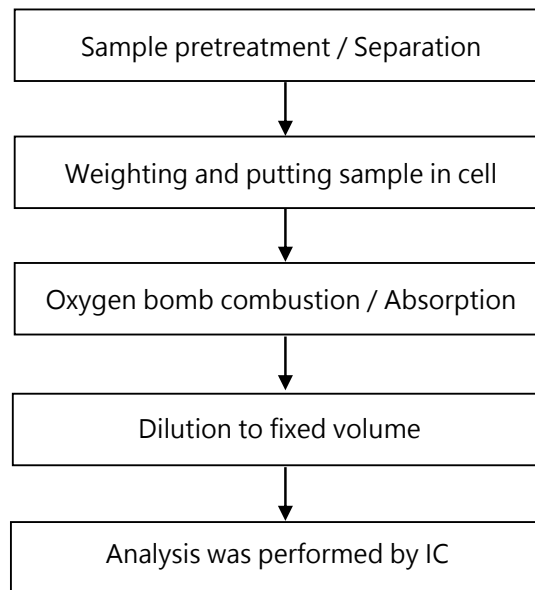 Sample pretreatment / Separation
Weighting and putting sample in cell
Oxygen bomb combustion / Absorption
Dilution to fixed volume
Analysis was performed by IC